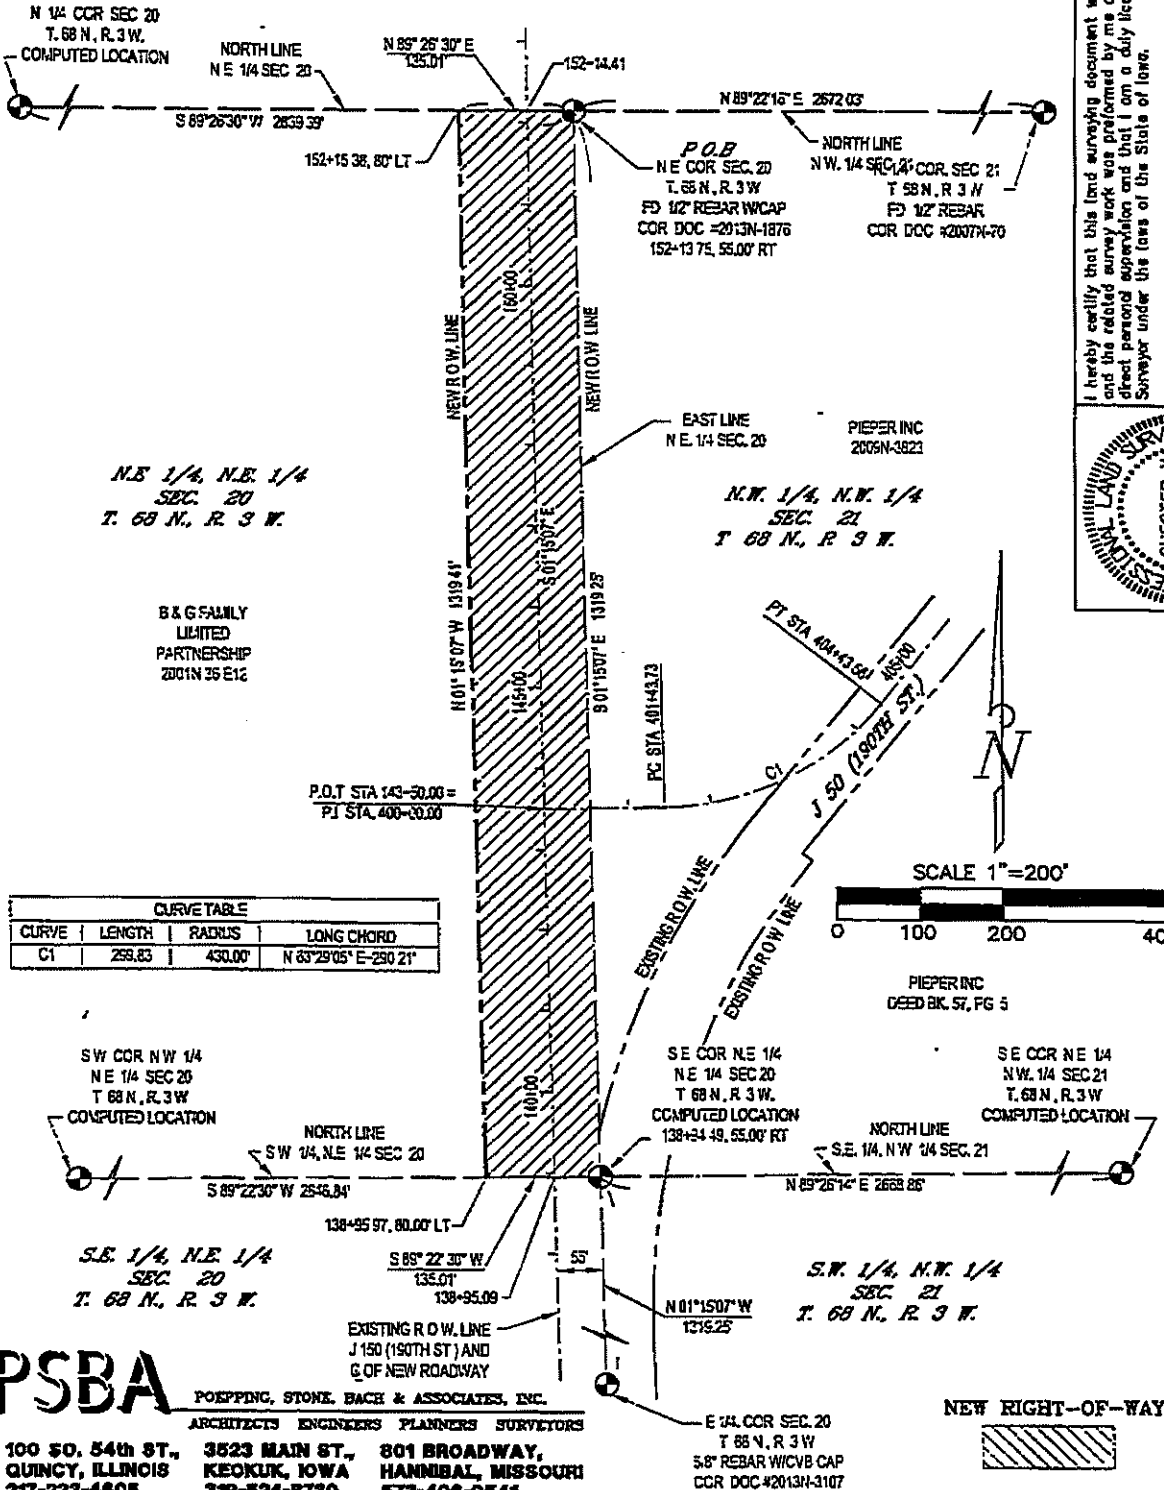 N 1/4 COR SEC 20
T. 68 N., R. 3 W.
COMPUTED LOCATION
NORTH LINE
N E 1/4 SEC 20
N 89° 26' 30" E
135.01'
152+14.41
S 89°26'30" W 2639 39'
N 89°22'16" E 2672 03'
152+15 38, 80' LT
P.O.B
N E COR SEC. 20
T. 68 N., R. 3 W
FD 1/2" REBAR W/CAP
COR DOC #2013N-1876
152+13 75, 55.00' RT
NORTH LINE
N W. 1/4 SEC 21
COR. SEC 21
T 58 N., R 3 W
FD 1/2" REBAR
COR DOC #2007N-70
I hereby certify that this land surveying document
and the related survey work was preformed by me
direct personal supervision and that I am a duly
Surveyor under the laws of the State of Iowa.
SIONAL LAND SURVE
150+00
NEW R.O.W. LINE
NEW R.O.W. LINE
EAST LINE
N E. 1/4 SEC. 20
PIEPER INC
2009N-3823
N.E 1/4, N.E. 1/4
SEC. 20
T. 68 N., R. 3 W.
N.W. 1/4, N.W. 1/4
SEC. 21
T 68 N., R 3 W.
S 01°15'07" E
N 01° 15'07" W 1319 41'
S 01°15'07" E 1319 25'
B & G FAMILY
LIMITED
PARTNERSHIP
2001N 36 E12
145+00
PC STA 401+43.73
PT STA 404+43 56
405+00
C1
J 50 (190TH ST.)
N
P.O.T STA 143+50.00 =
P.I STA. 400+00.00
EXISTING R O W. LINE
EXISTING R O W LINE
SCALE 1"=200'
0 100 200 40
CURVE TABLE
CURVE LENGTH RADIUS LONG CHORD
C1 299.83 430.00' N 63°29'05" E-290 21'
PIEPER INC
DEED BK. 57, PG 5
140+00
S W COR N W 1/4
N E 1/4 SEC 20
T 68 N., R. 3 W
COMPUTED LOCATION
S E COR N.E 1/4
N E 1/4 SEC 20
T 68 N., R 3 W.
COMPUTED LOCATION
138+94 49, 55.00' RT
S E COR N E 1/4
N W. 1/4 SEC 21
T. 68 N., R. 3 W
COMPUTED LOCATION
NORTH LINE
S W 1/4, N.E 1/4 SEC 20
NORTH LINE
S.E. 1/4, N W 1/4 SEC. 21
S 89°22'30" W 2646.84'
N 89°26'14" E 2668 86'
138+95 97, 80.00' LT
S 89° 22' 30" W
135.01'
138+95.09
55'
S.E. 1/4, N.E. 1/4
SEC. 20
T. 68 N., R. 3 W.
S.W. 1/4, N.W. 1/4
SEC. 21
T. 68 N., R. 3 W.
N 01°15'07" W
1319.25'
EXISTING R O W. LINE
J 150 (190TH ST) AND
OF NEW ROADWAY
PSBA
POEPPING, STONE, BACH & ASSOCIATES, INC.
ARCHITECTS ENGINEERS PLANNERS SURVEYORS
100 SO. 54th ST., 3523 MAIN ST., 801 BROADWAY,
QUINCY, ILLINOIS KEOKUK, IOWA HANNIBAL, MISSOURI
E 1/4 COR SEC. 20
T 68 N, R 3 W
5/8" REBAR W/CVB CAP
COR DOC #2013N-3107
NEW RIGHT-OF-WAY